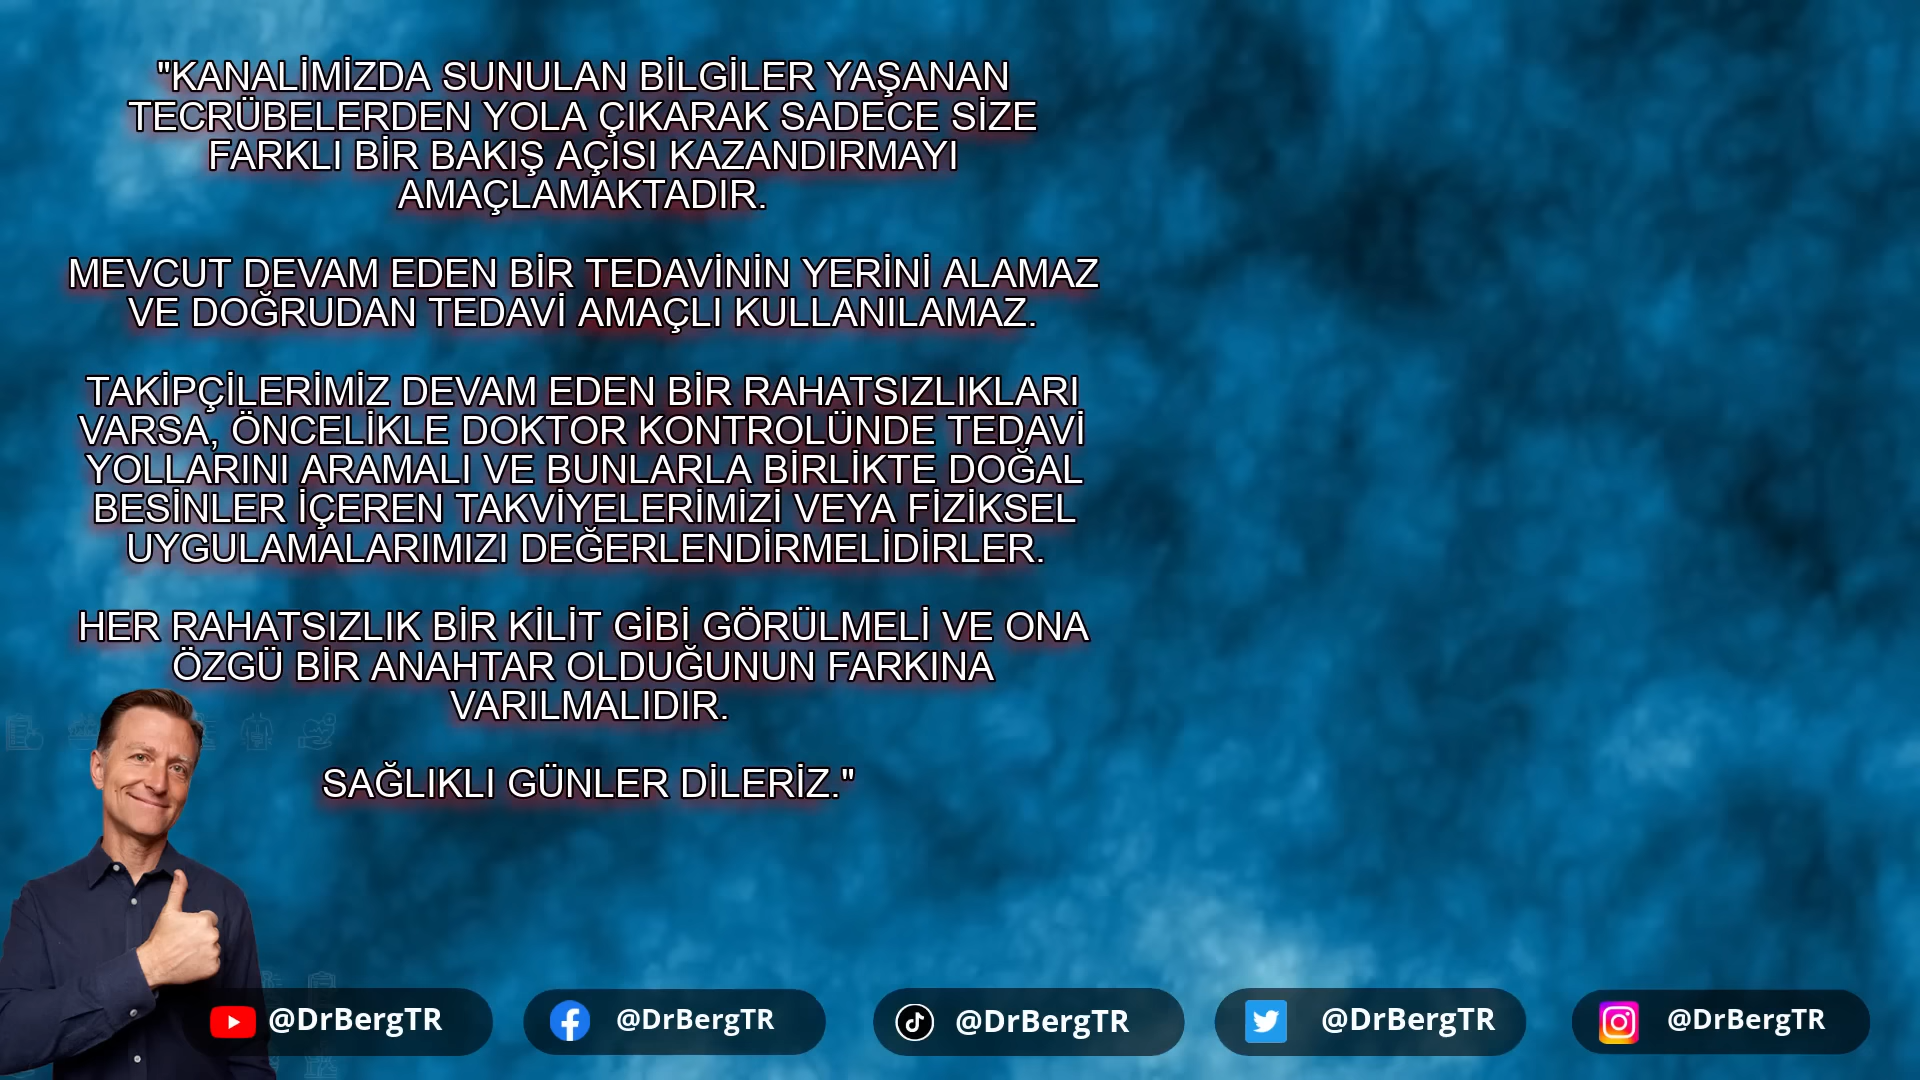 "KANALİMİZDA SUNULAN BİLGİLER YAŞANAN
TECRÜBELERDEN YOLA ÇIKARAK SADECE SİZE
FARKLI BİR BAKIŞ AÇISI KAZANDIRMAYI
AMAÇLAMAKTADIR.
MEVCUT DEVAM EDEN BİR TEDAVİNİN YERİNİ ALAMAZ
VE DOĞRUDAN TEDAVİ AMAÇLI KULLANILAMAZ.
TAKİPÇİLERİMİZ DEVAM EDEN BİR RAHATSIZLIKLARI
VARSA, ÖNCELİKLE DOKTOR KONTROLÜNDE TEDAVİ
YOLLARINI ARAMALI VE BUNLARLA BİRLİKTE DOĞAL
BESİNLER İÇEREN TAKVİYELERİMİZİ VEYA FİZİKSEL
UYGULAMALARIMIZI DEĞERLENDİRMELİDİRLER.
HER RAHATSIZLIK BİR KİLİT GİBİ GÖRÜLMELİ VE ONA
ÖZGÜ BİR ANAHTAR OLDUĞUNUN FARKINA
VARILMALIDIR.
SAĞLIKLI GÜNLER DİLERİZ."
@DrBergTR
@DrBergTR
@DrBergTR
@DrBergTR
@DrBergTR